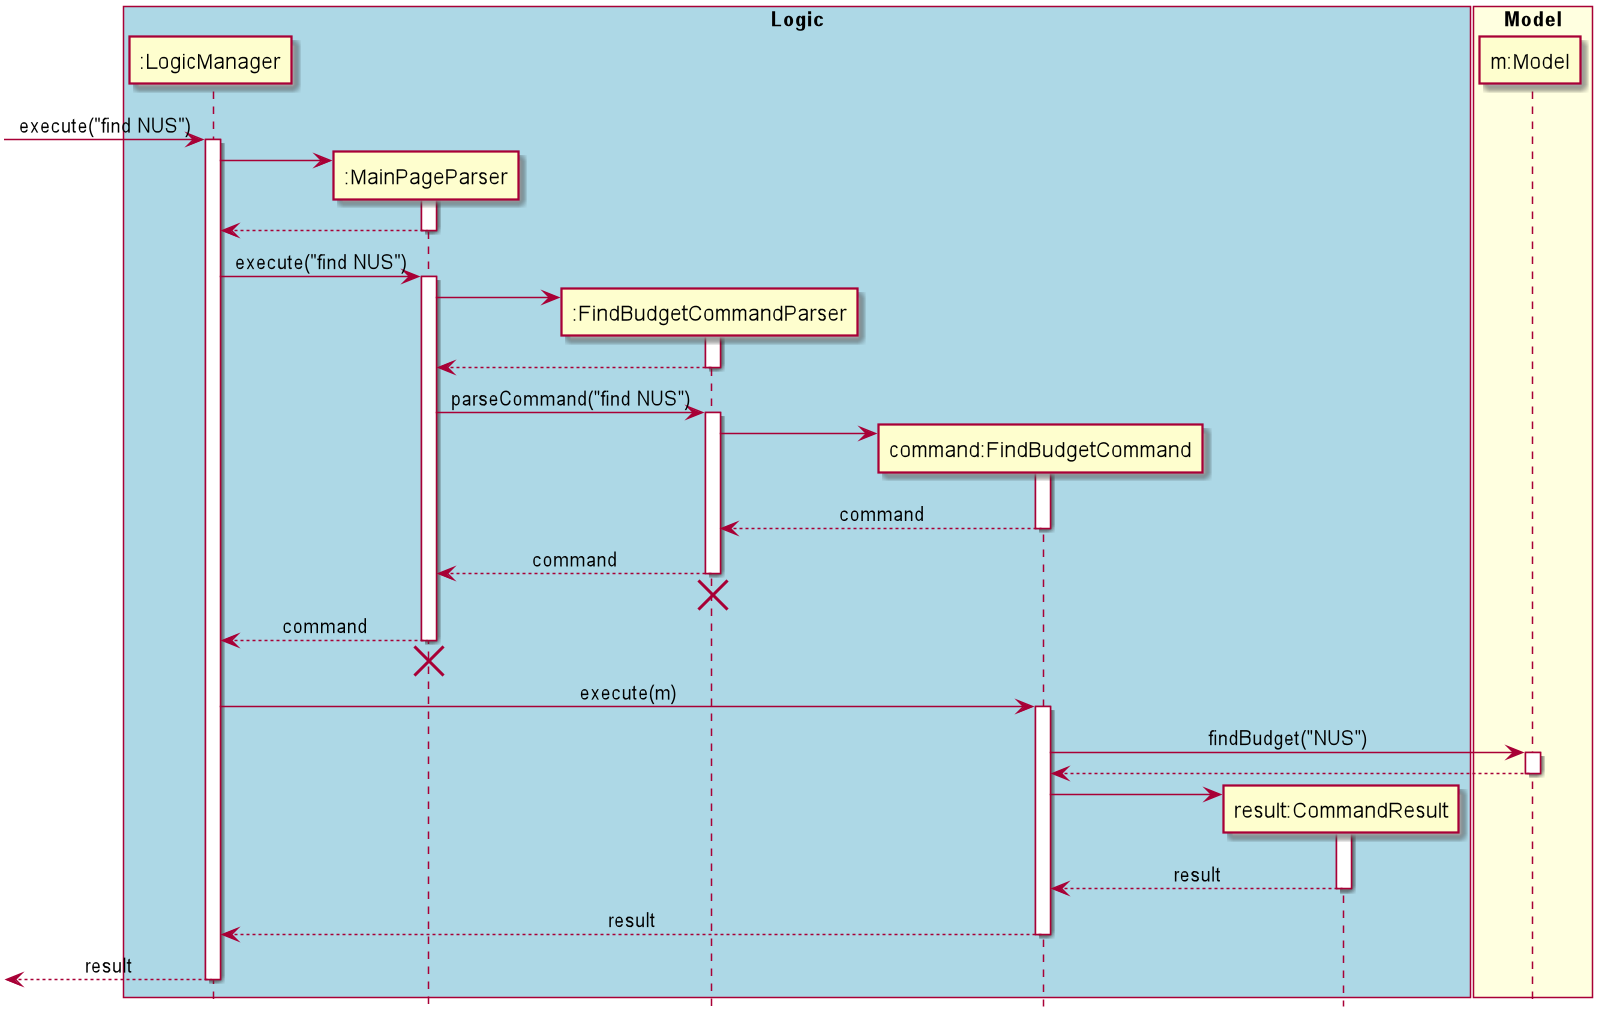 Logic
Model
:LogicManager
m:Model
execute("find NUS")
:MainPageParser
execute("find NUS")
:FindBudgetCommandParser
parseCommand("find NUS")
command:FindBudgetCommand
command
command
command
execute(m)
findBudget("NUS")
result:CommandResult
result
result
result